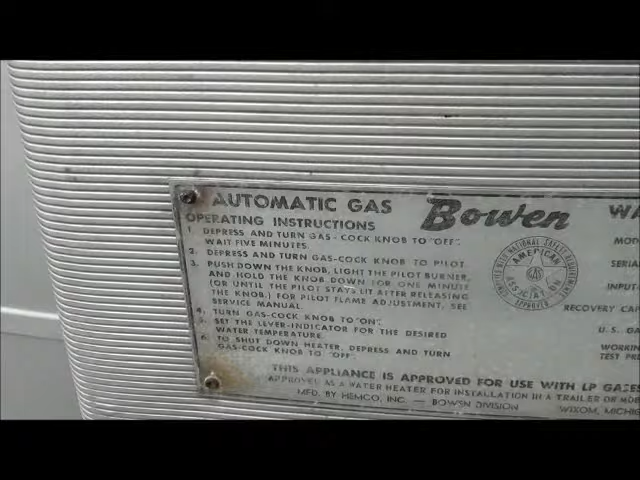 AUTOMATIC GAS Bowen WA
OPERATING INSTRUCTIONS
1. DEPRESS AND TURN GAS-COCK KNOB TO "OFF".
WAIT FIVE MINUTES.
2. DEPRESS AND TURN GAS-COCK KNOB TO PILOT
3. PUSH DOWN THE KNOB, LIGHT THE PILOT BURNER,
AND HOLD THE KNOB DOWN FOR ONE MINUTE
(OR UNTIL THE PILOT STAYS LIT AFTER RELEASING
THE KNOB.) FOR PILOT FLAME ADJUSTMENT, SEE
SERVICE MANUAL.
4. TURN GAS-COCK KNOB TO "ON".
5. SET THE LEVER-INDICATOR FOR THE DESIRED
WATER TEMPERATURE.
6. TO SHUT DOWN HEATER, DEPRESS AND TURN
GAS-COCK KNOB TO "OFF".
AMERICAN
ASSOCIATION
APPROVED
MOD
SERIA
INPUT-
RECOVERY CAP
U.S. GA
WORKIN
TEST PR
THIS APPLIANCE IS APPROVED FOR USE WITH LP GASES
APPROVED AS A WATER HEATER FOR INSTALLATION IN A TRAILER OR MOB
MFD. BY HEMCO, INC. — BOWEN DIVISION WIXOM, MICHIG